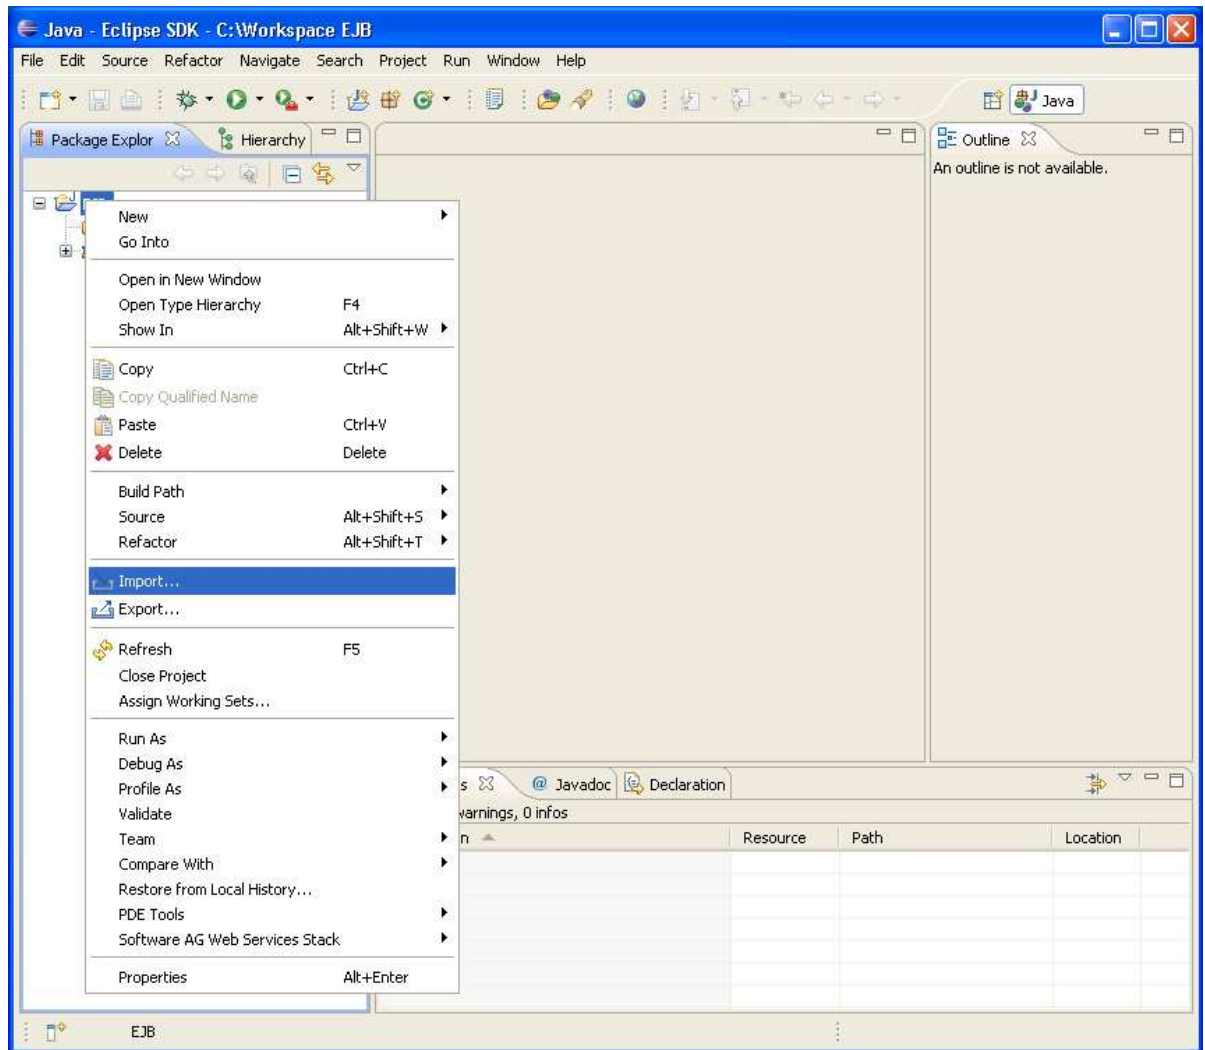 Java - Eclipse SDK - C:\Workspace EJB
File Edit Source Refactor Navigate Search Project Run Window Help
Java
Package Explor Hierarchy
Outline
An outline is not available.
New
Go Into
Open in New Window
Open Type Hierarchy F4
Show In Alt+Shift+W
Copy Ctrl+C
Copy Qualified Name
Paste Ctrl+V
Delete Delete
Build Path
Source Alt+Shift+S
Refactor Alt+Shift+T
Import...
Export...
Refresh F5
Close Project
Assign Working Sets...
Run As
Debug As
Profile As
Validate
Team
Compare With
Restore from Local History...
PDE Tools
Software AG Web Services Stack
Properties Alt+Enter
s @ Javadoc Declaration
warnings, 0 infos
n Resource Path Location
EJB